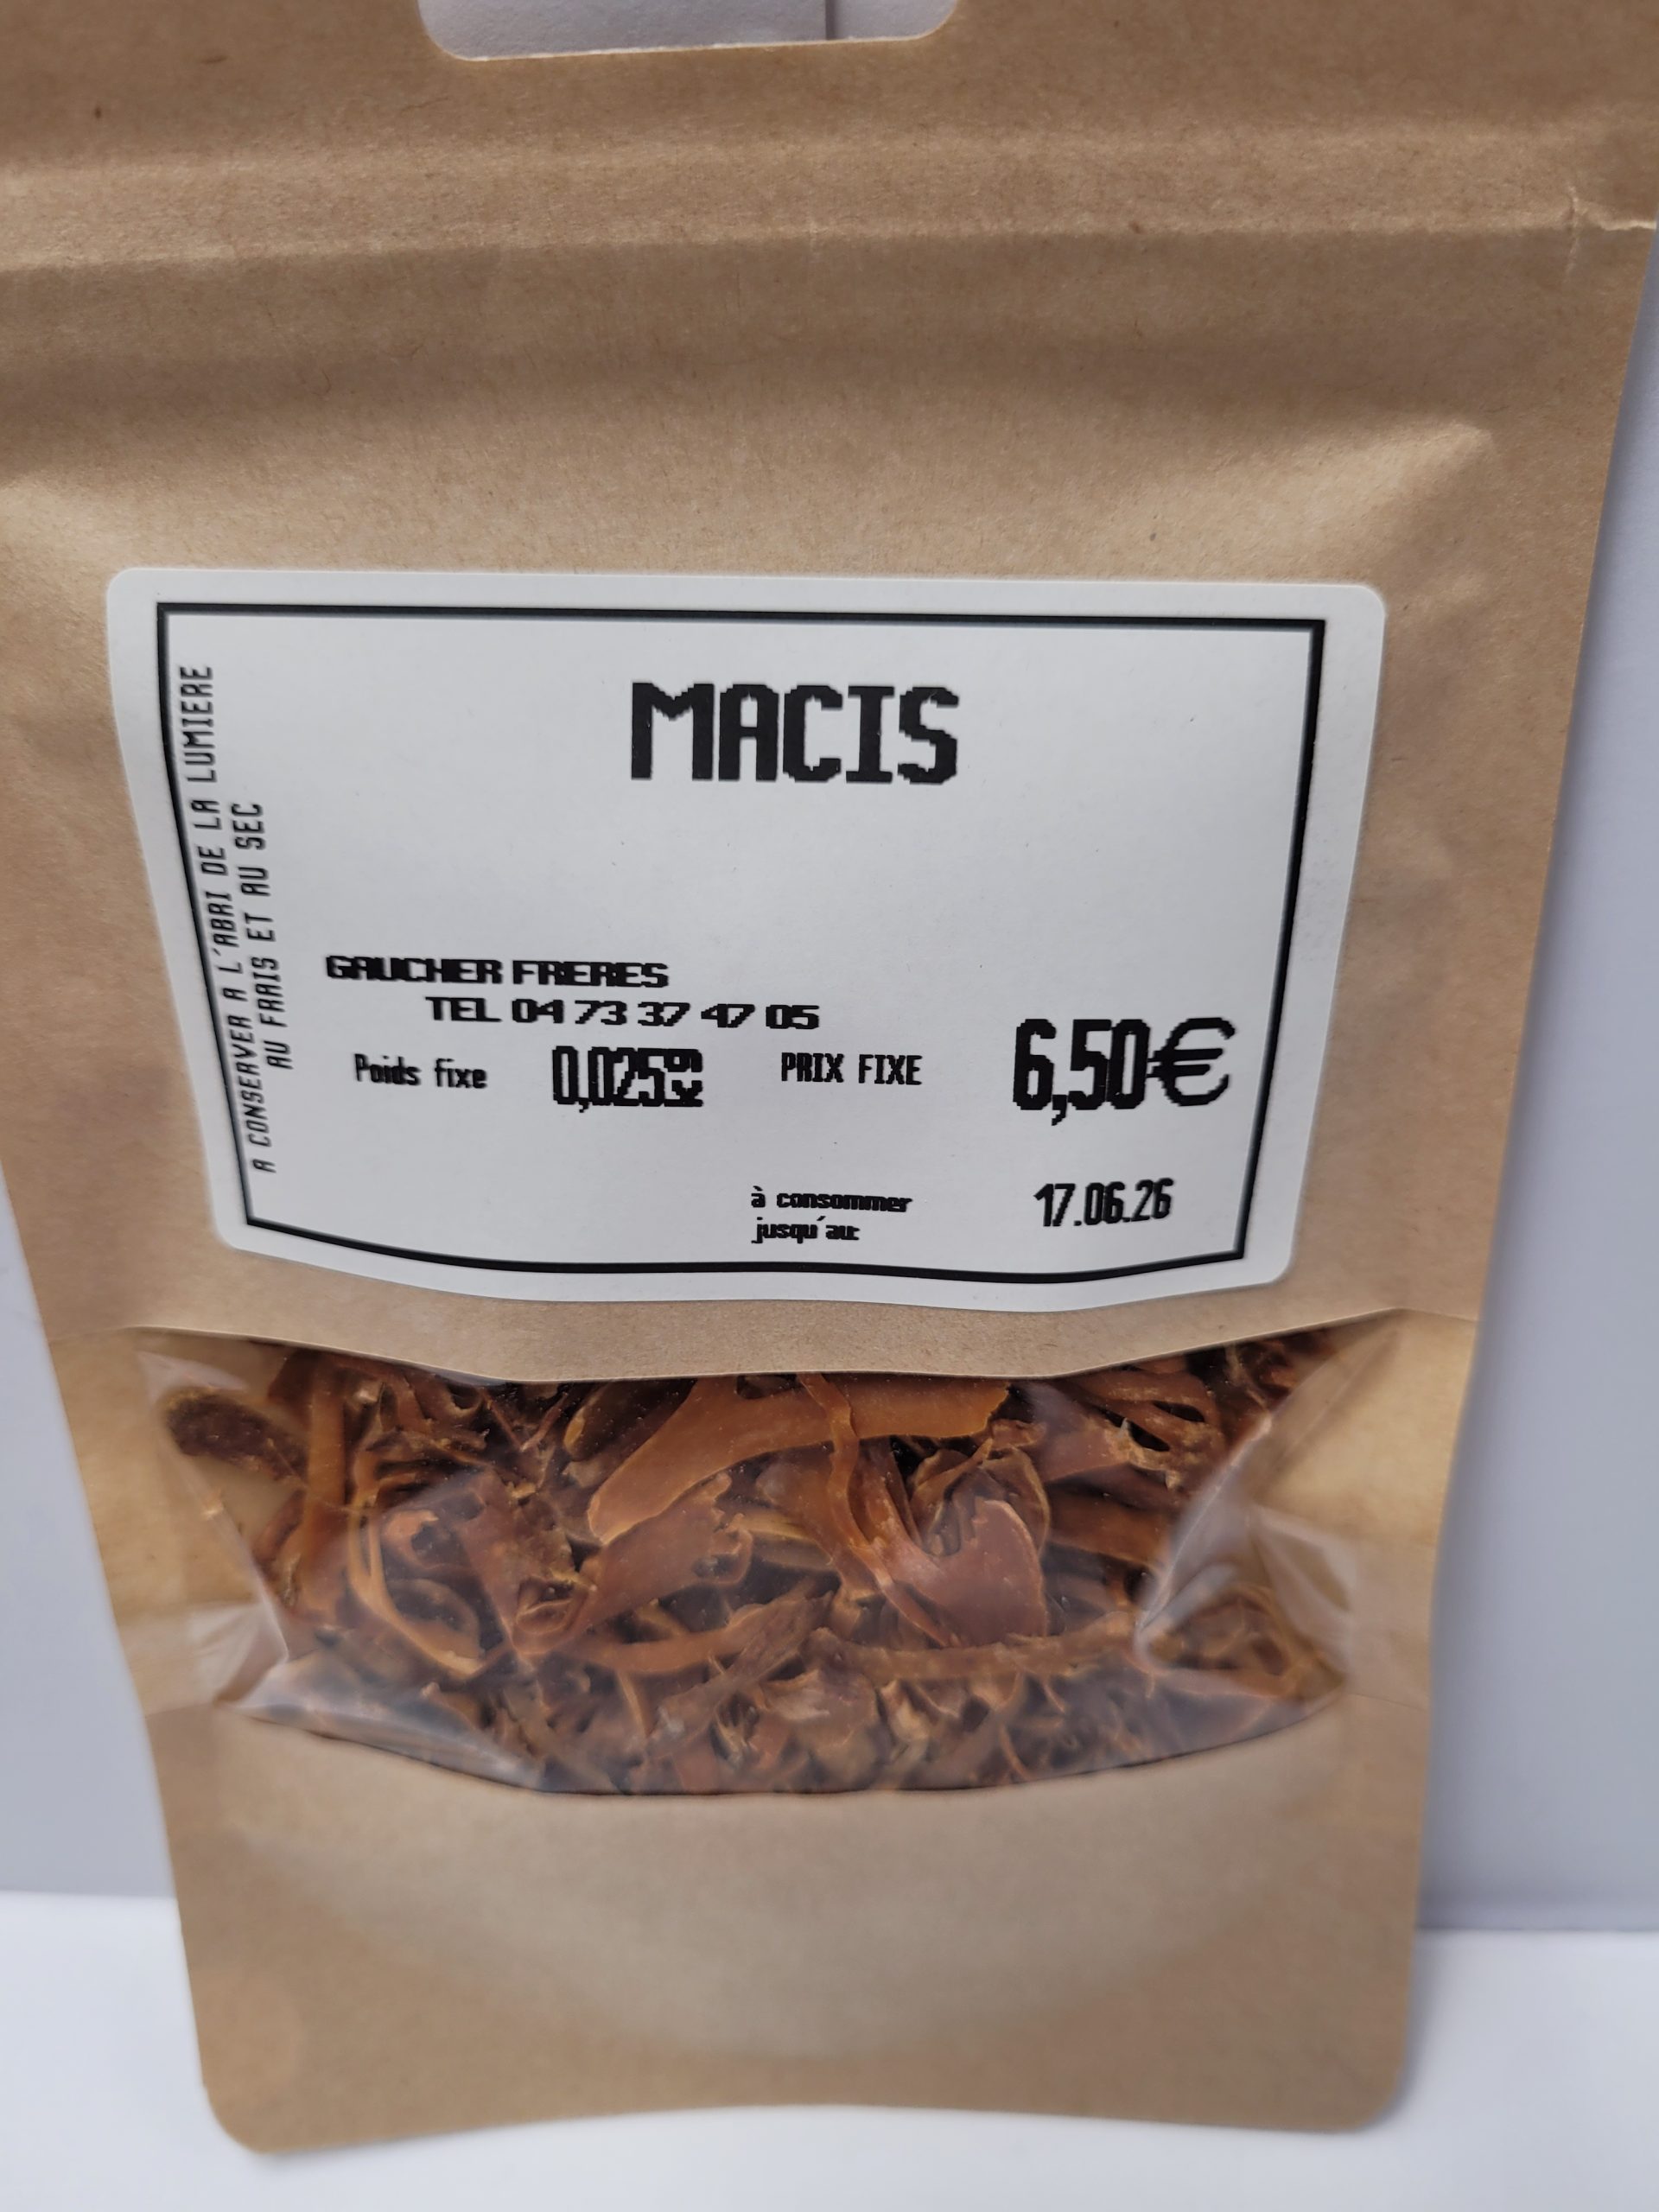 MACIS
A CONSERVER A L'ABRI DE LA LUMIERE
AU FRAIS ET AU SEC
GAUCHER FRERES
TEL 04 73 37 47 05
Poids fixe 0,025kg PRIX FIXE 6,50€
à consommer
jusqu'au: 17.06.26